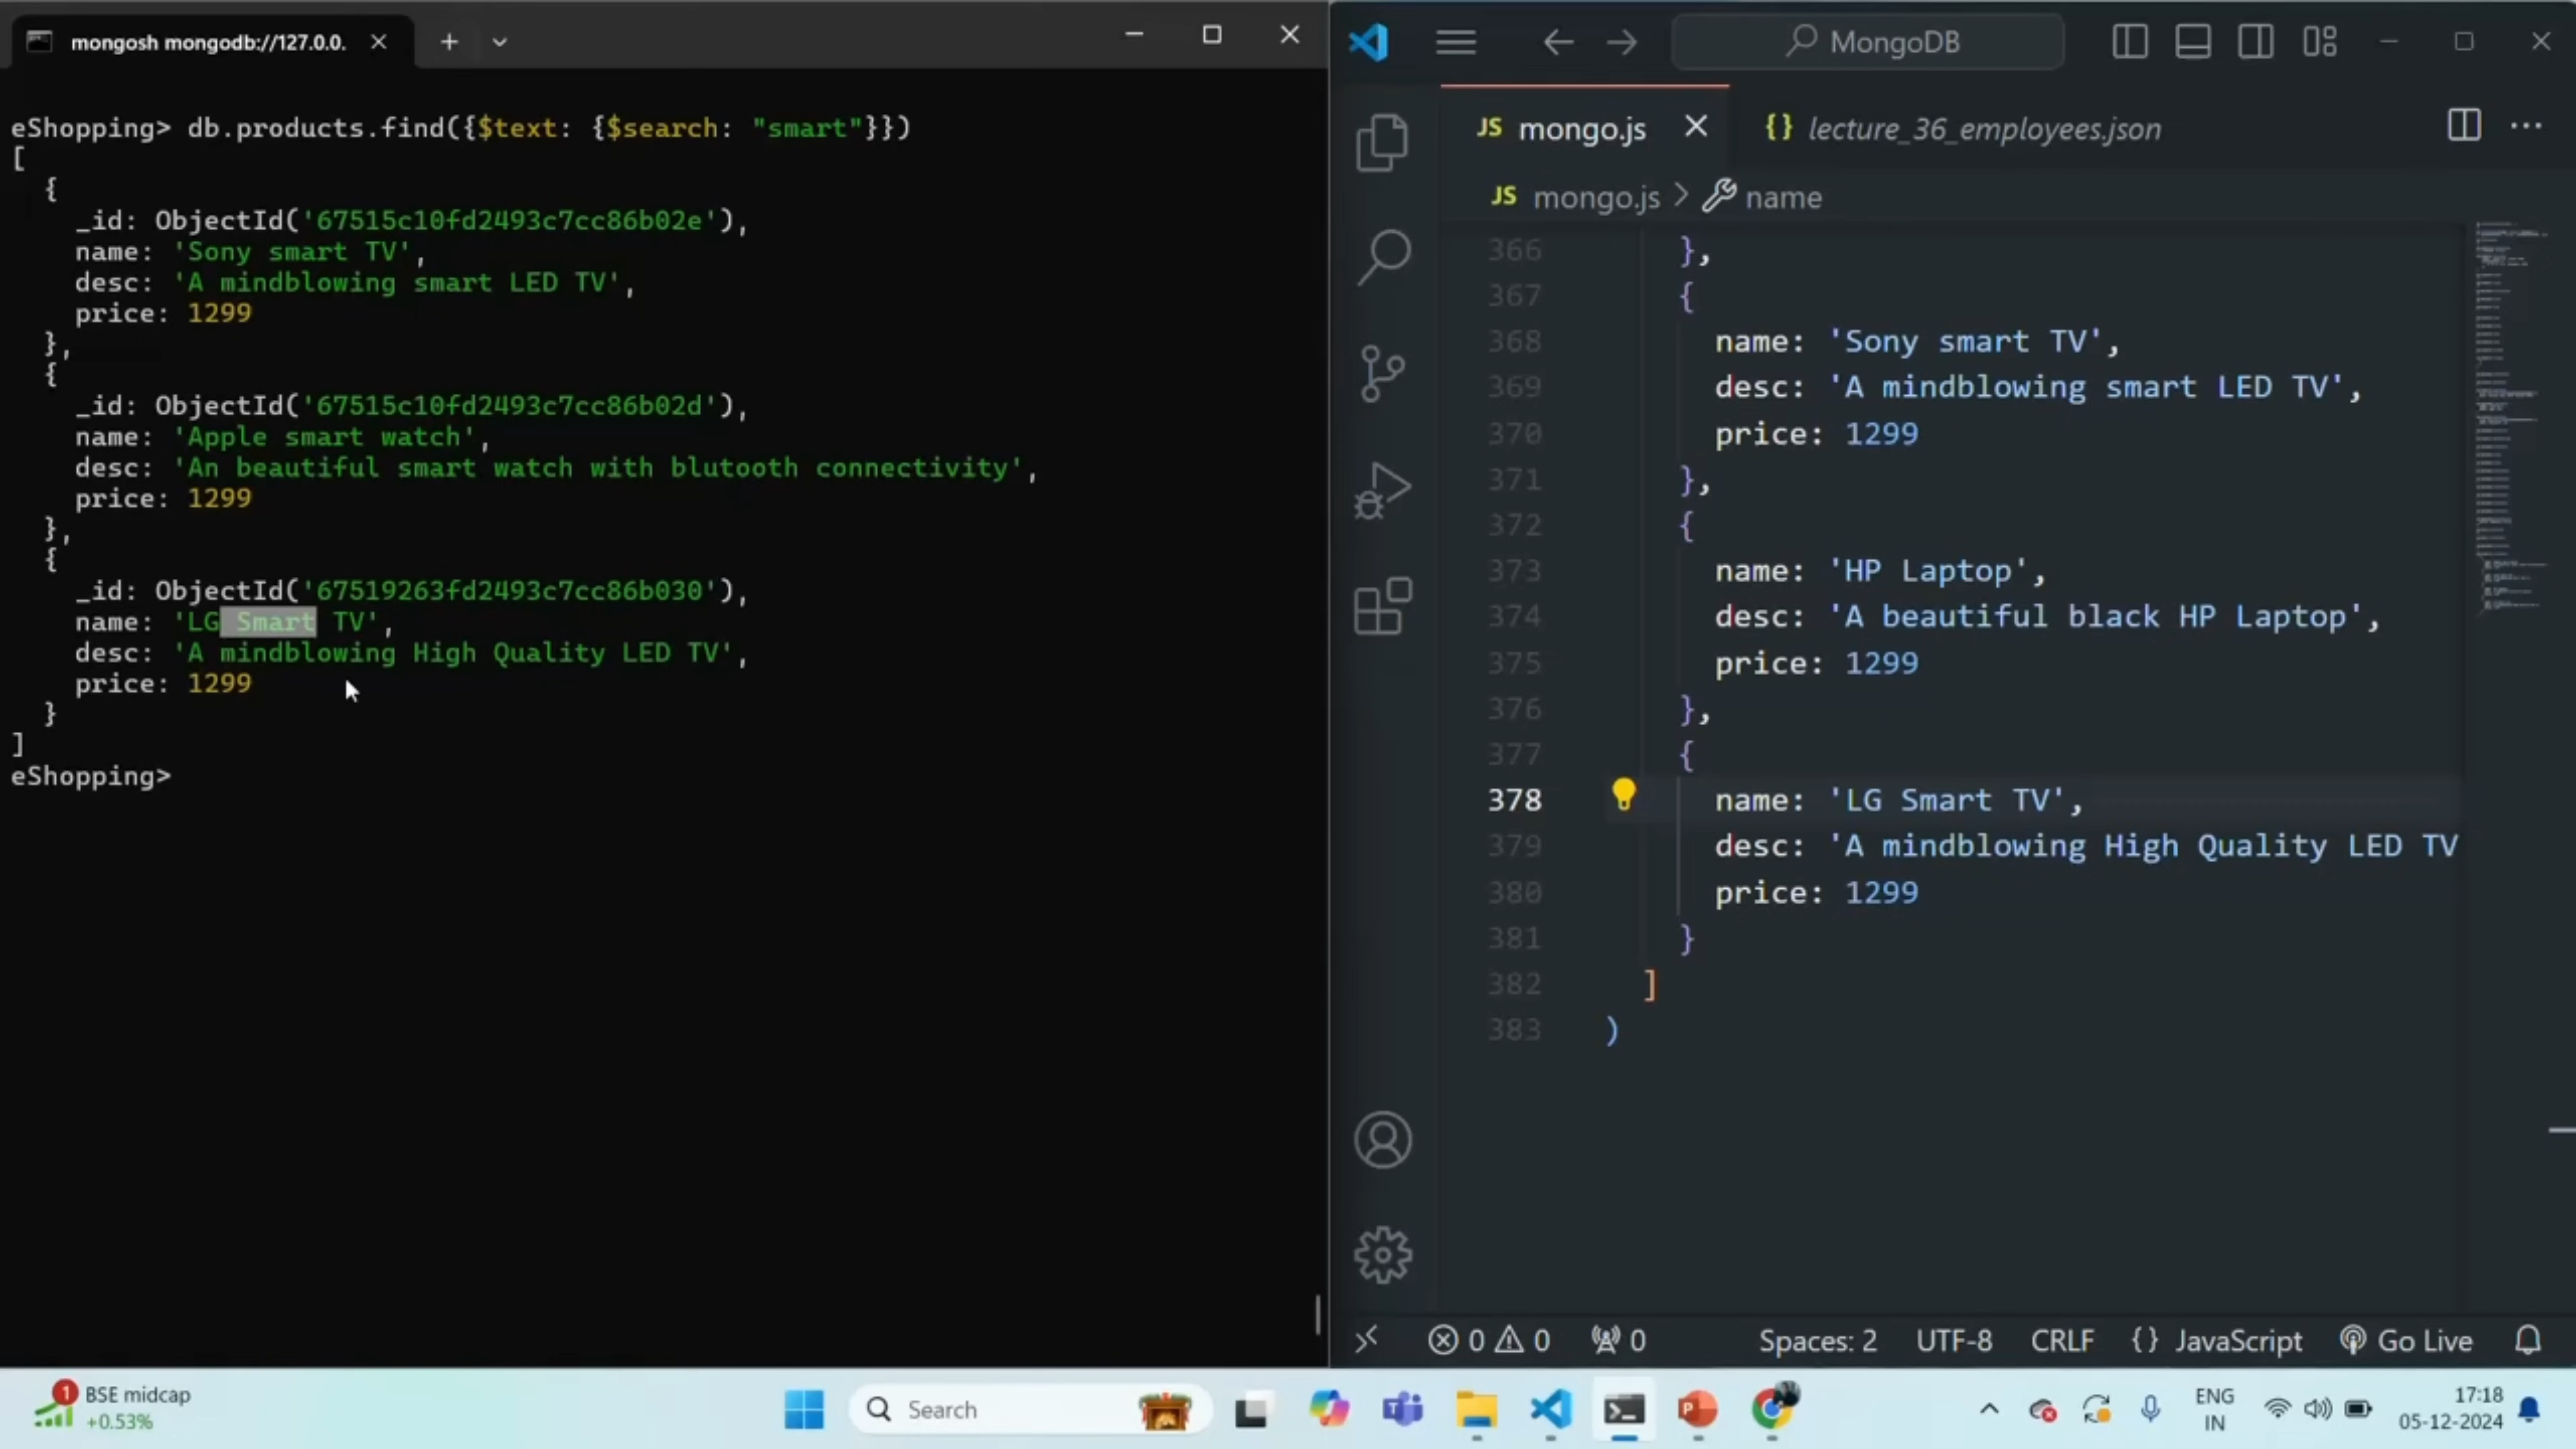 mongosh mongodb://127.0.0.
eShopping> db.products.find({$text: {$search: "smart"}})
[
{
_id: ObjectId('67515c10fd2493c7cc86b02e'),
name: 'Sony smart TV',
desc: 'A mindblowing smart LED TV',
price: 1299
},
{
_id: ObjectId('67515c10fd2493c7cc86b02d'),
name: 'Apple smart watch',
desc: 'An beautiful smart watch with blutooth connectivity',
price: 1299
},
{
_id: ObjectId('67519263fd2493c7cc86b030'),
name: 'LG Smart TV',
desc: 'A mindblowing High Quality LED TV',
price: 1299
}
]
eShopping>
MongoDB
JS mongo.js
{} lecture_36_employees.json
JS mongo.js > name
366 },
367 {
368 name: 'Sony smart TV',
369 desc: 'A mindblowing smart LED TV',
370 price: 1299
371 },
372 {
373 name: 'HP Laptop',
374 desc: 'A beautiful black HP Laptop',
375 price: 1299
376 },
377 {
378 name: 'LG Smart TV',
379 desc: 'A mindblowing High Quality LED TV
380 price: 1299
381 }
382 ]
383 )
0 0 0 Spaces: 2 UTF-8 CRLF {} JavaScript Go Live
1 BSE midcap
+0.53%
Search
ENG
IN
17:18
05-12-2024